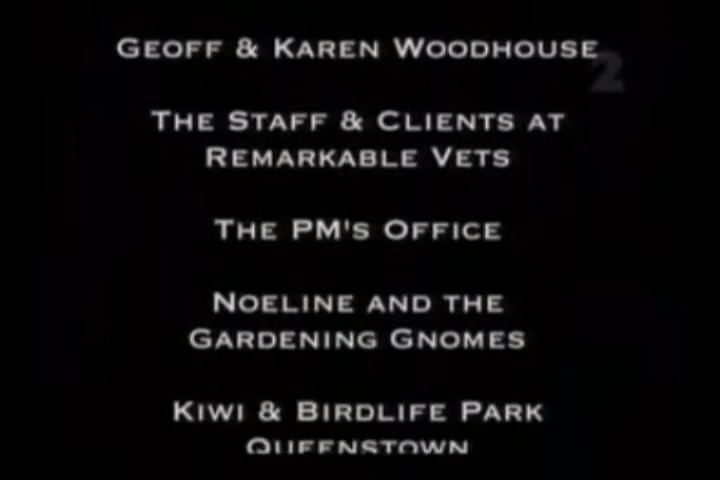 GEOFF & KAREN WOODHOUSE
2
THE STAFF & CLIENTS AT
REMARKABLE VETS
THE PM'S OFFICE
NOELINE AND THE
GARDENING GNOMES
KIWI & BIRDLIFE PARK
QUEENSTOWN